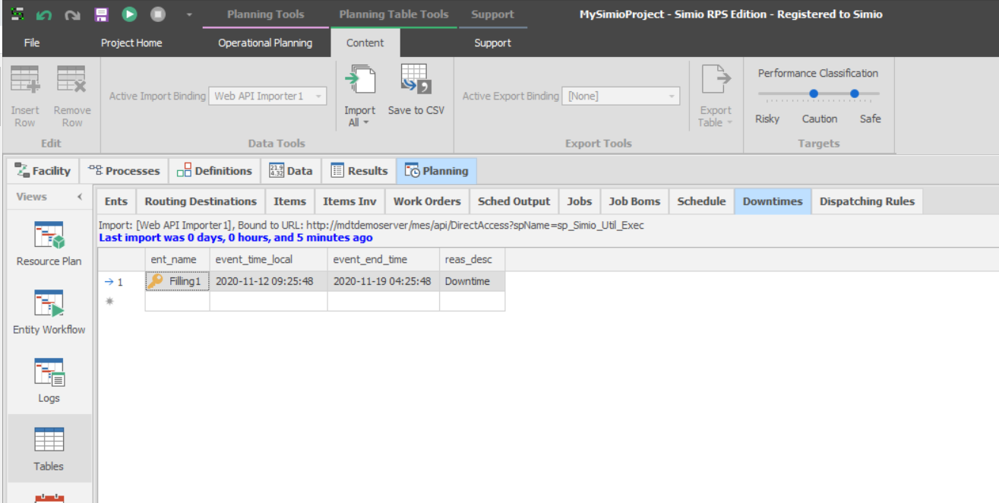 Planning Tools Planning Table Tools Support MySimioProject - Simio RPS Edition - Registered to Simio
File Project Home Operational Planning Content Support
Insert Row
Remove Row
Edit
Active Import Binding Web API Importer1
Import All
Save to CSV
Data Tools
Active Export Binding [None]
Export Table
Export Tools
Performance Classification
Risky Caution Safe
Targets
Facility Processes Definitions 21.9 4.32 Data Results Planning
Views
Resource Plan
Entity Workflow
Logs
Tables
Ents Routing Destinations Items Items Inv Work Orders Sched Output Jobs Job Boms Schedule Downtimes Dispatching Rules
Import: [Web API Importer1], Bound to URL: http://mdtdemoserver/mes/api/DirectAccess?spName=sp_Simio_Util_Exec
Last import was 0 days, 0 hours, and 5 minutes ago
ent_name event_time_local event_end_time reas_desc
1 Filling1 2020-11-12 09:25:48 2020-11-19 04:25:48 Downtime